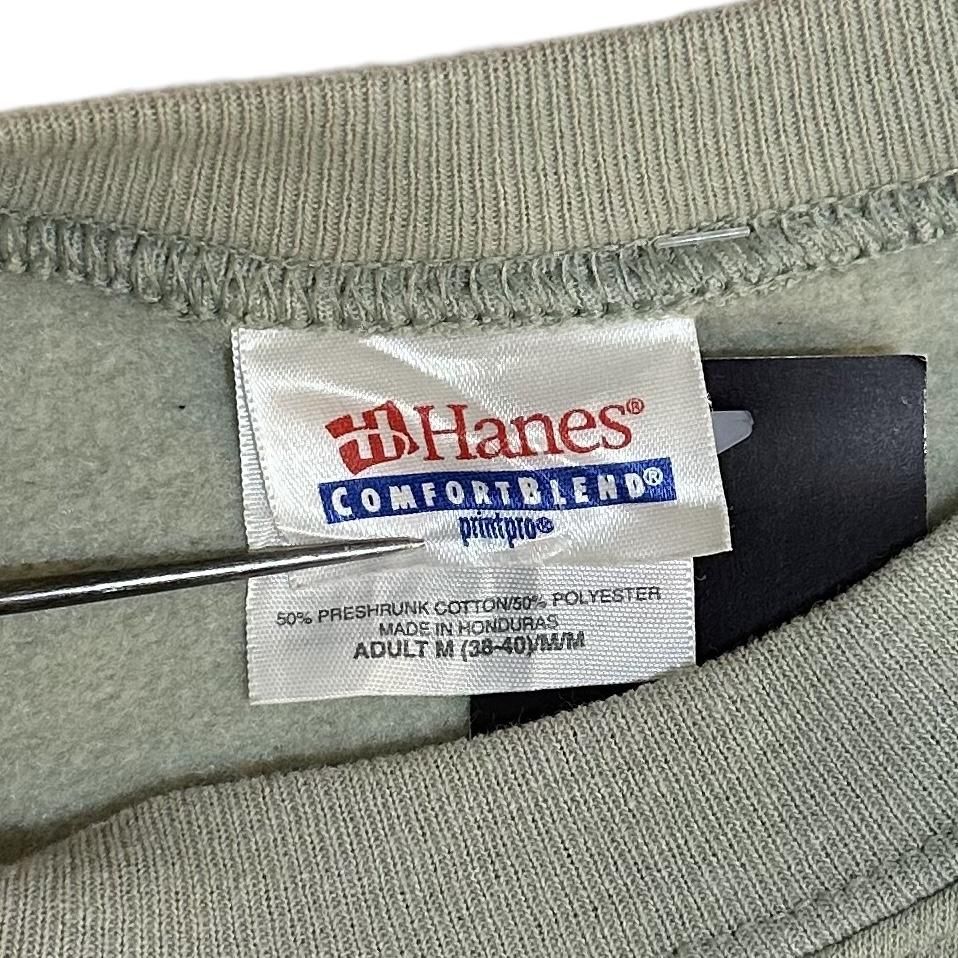 Hanes®
COMFORTBLEND®
printpro®
50% PRESHRUNK COTTON/50% POLYESTER
MADE IN HONDURAS
ADULT M (38-40)/M/M